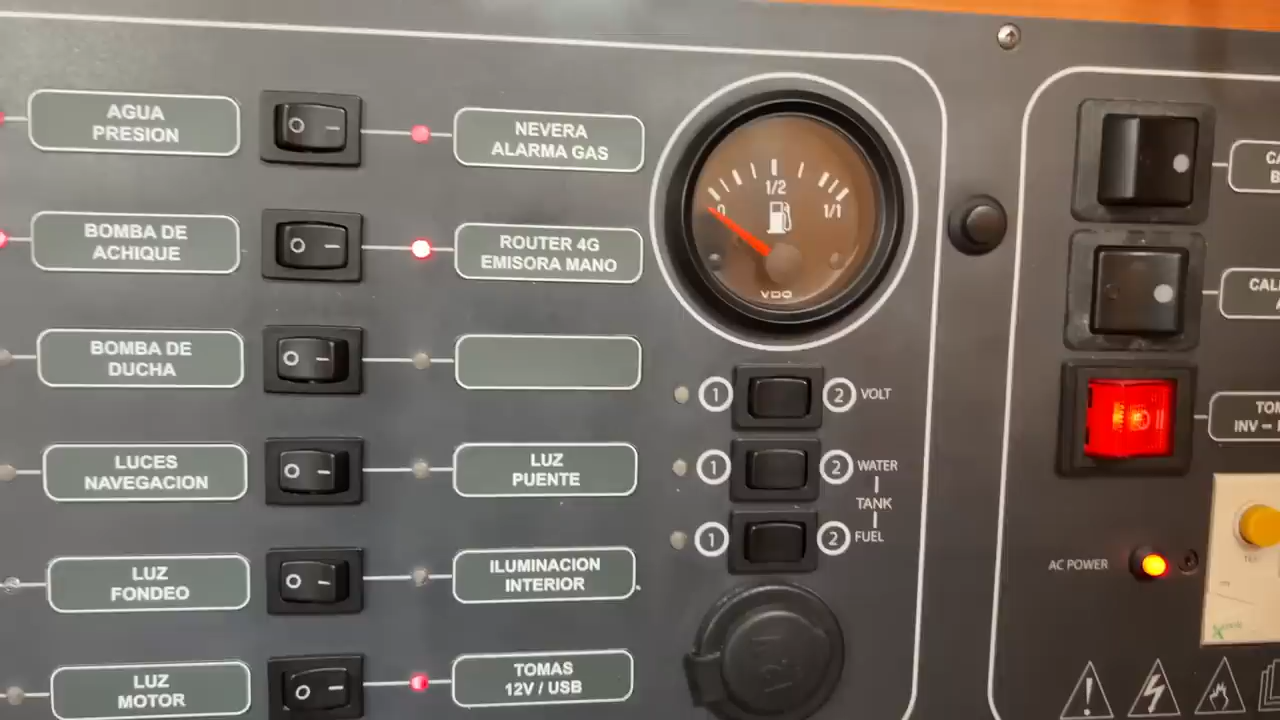 AGUA
PRESION
NEVERA
ALARMA GAS
BOMBA DE
ACHIQUE
ROUTER 4G
EMISORA MANO
BOMBA DE
DUCHA
LUCES
NAVEGACION
LUZ
PUENTE
LUZ
FONDEO
ILUMINACION
INTERIOR
LUZ
MOTOR
TOMAS
12V / USB
0 1/2 1/1
VDO
1 2 VOLT
1 2 WATER
TANK
1 2 FUEL
12V
INV =
AC POWER